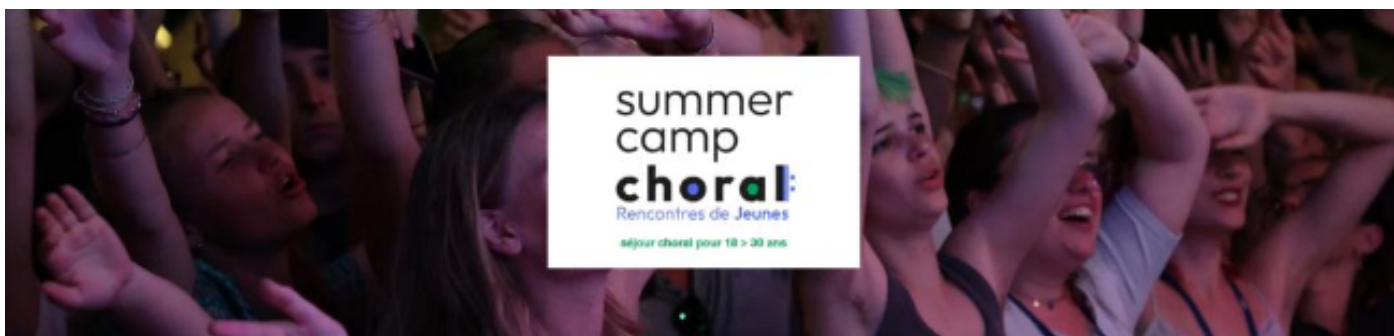 summer
camp
choral
Rencontres de Jeunes
séjour choral pour 18 > 30 ans